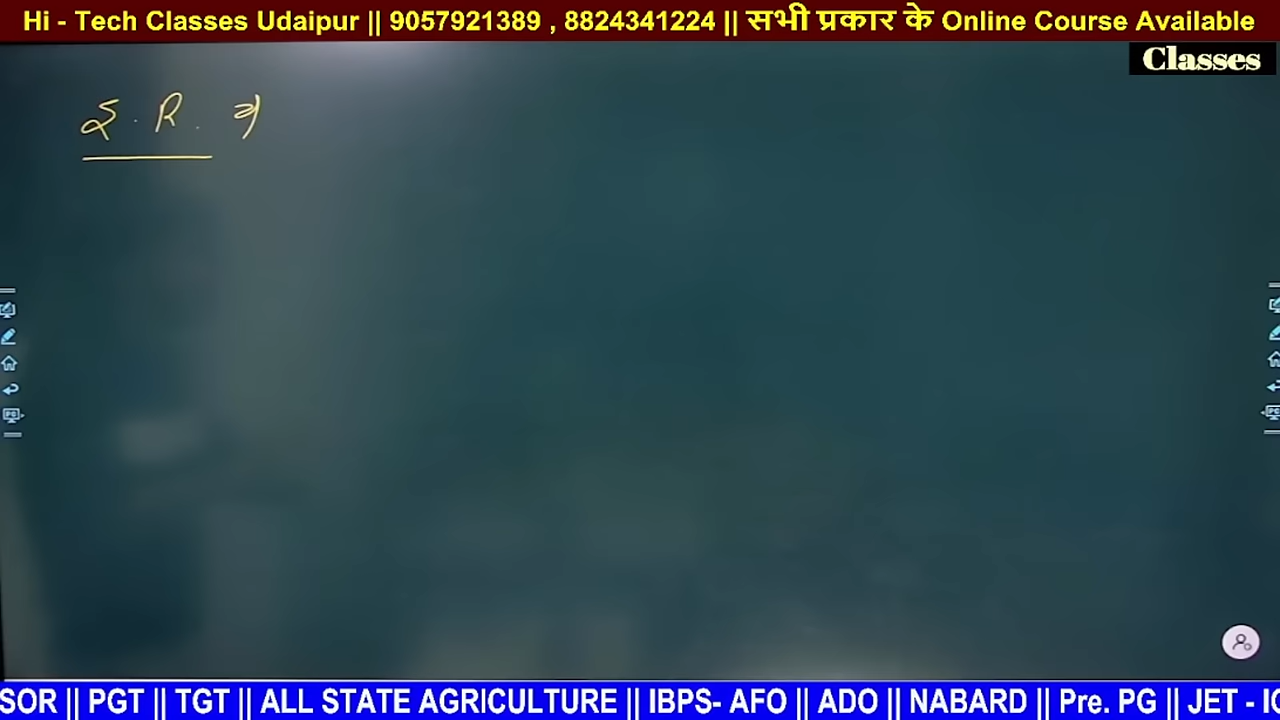 Hi - Tech Classes Udaipur || 9057921389 , 8824341224 || सभी प्रकार के Online Course Available
Classes
R.
SOR || PGT || TGT || ALL STATE AGRICULTURE || IBPS- AFO || ADO || NABARD || Pre. PG || JET - IC